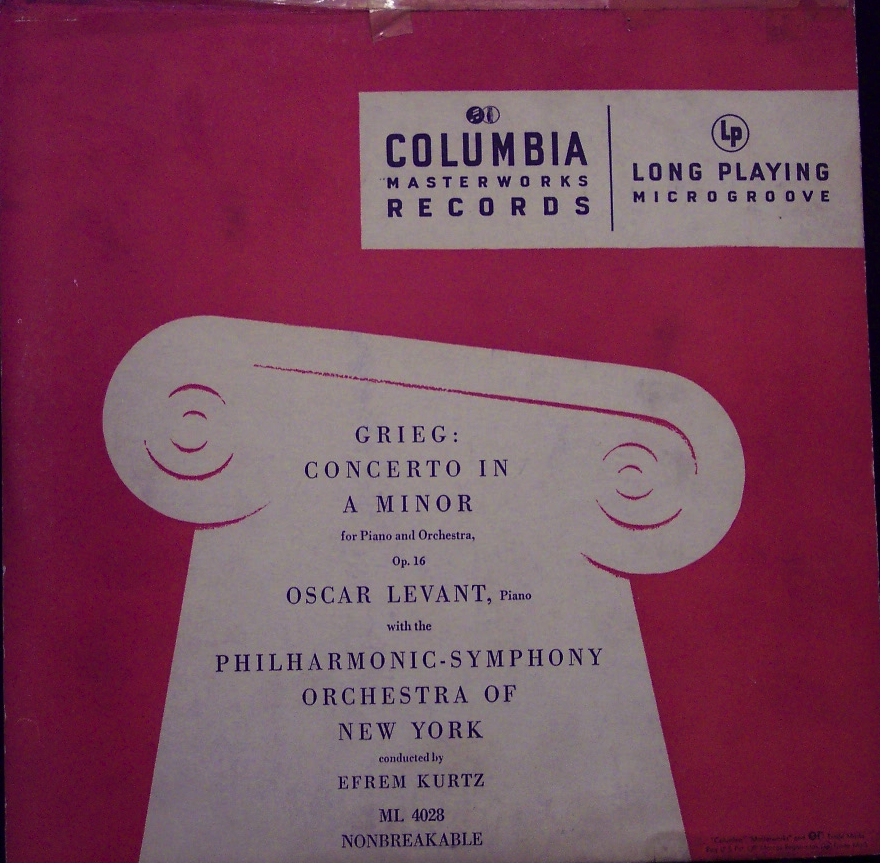 COLUMBIA
MASTERWORKS
RECORDS
LP
LONG PLAYING
MICROGROOVE
GRIEG:
CONCERTO IN
A MINOR
for Piano and Orchestra,
Op. 16
OSCAR LEVANT, Piano
with the
PHILHARMONIC-SYMPHONY
ORCHESTRA OF
NEW YORK
conducted by
EFREM KURTZ
ML 4028
NONBREAKABLE